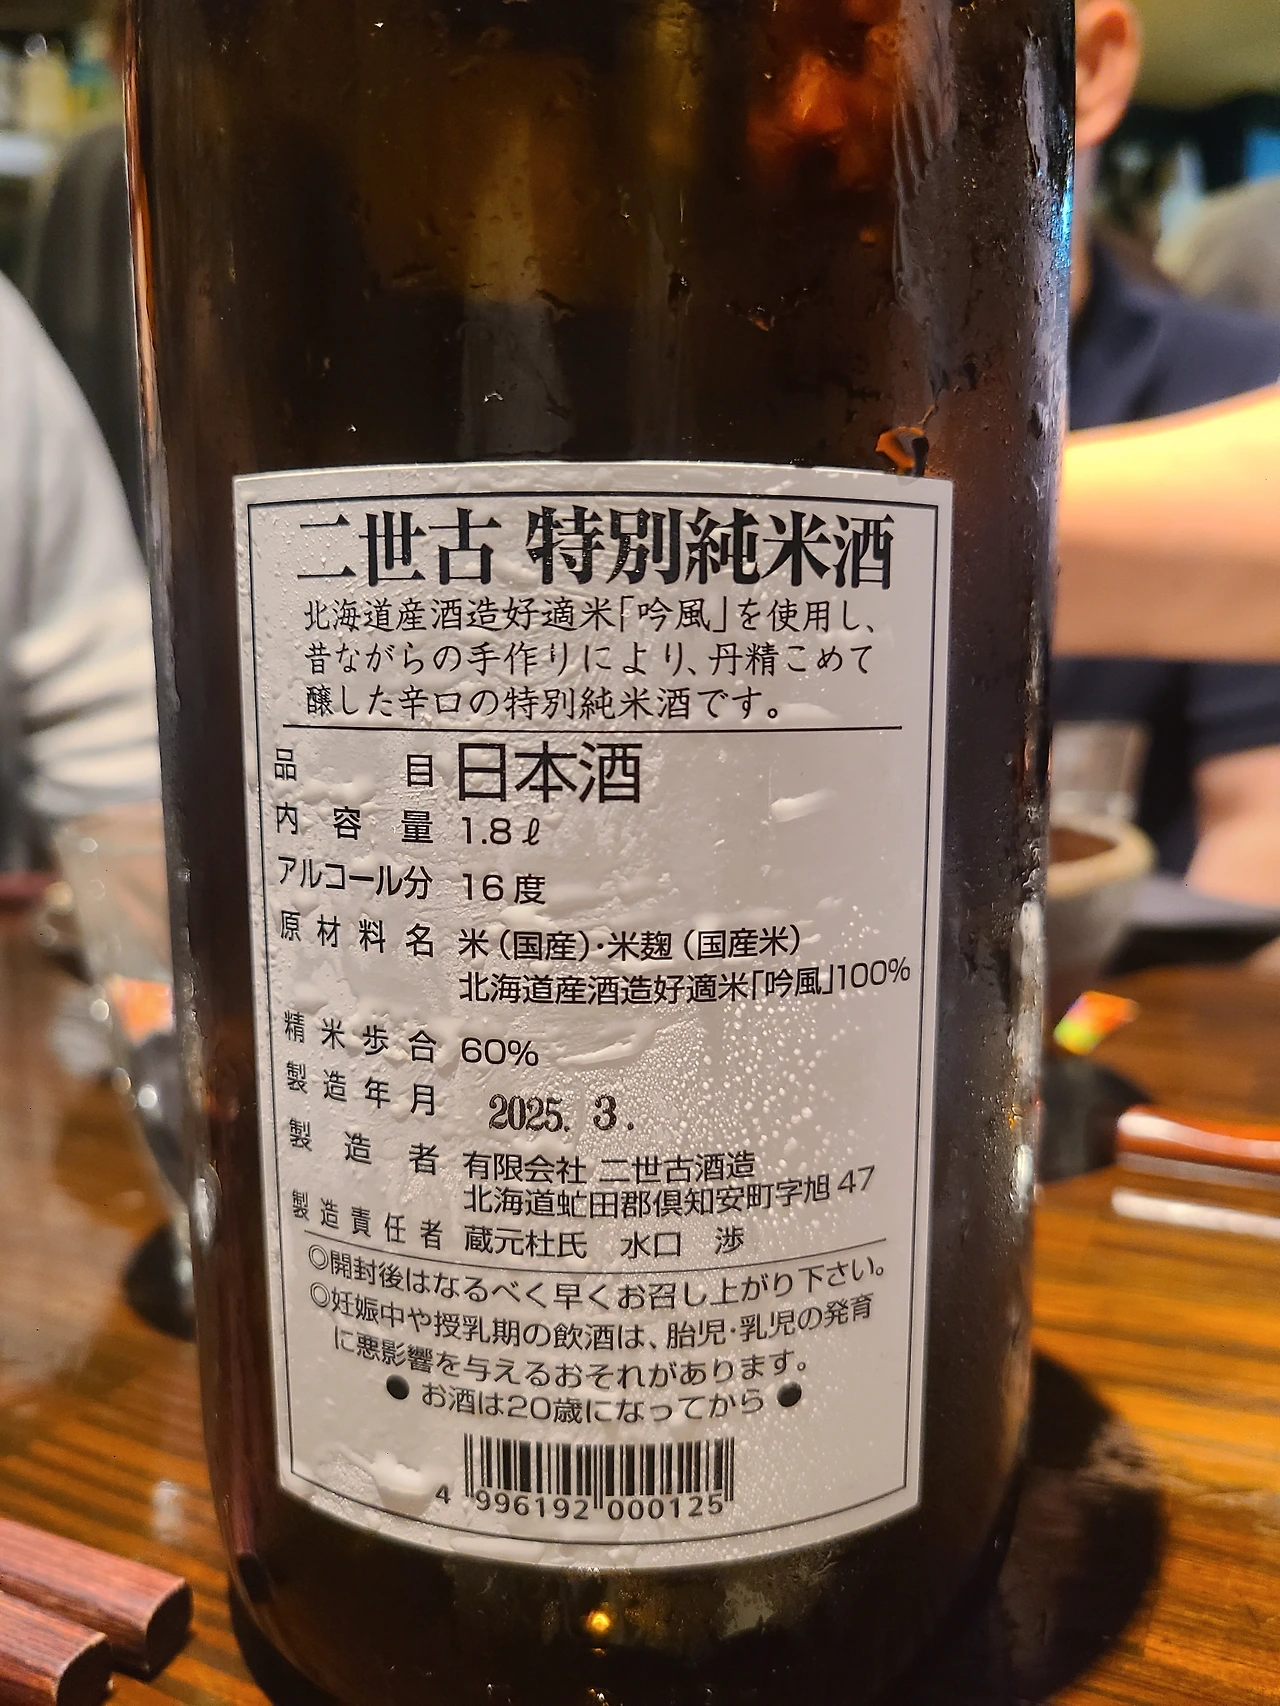 二世古 特別純米酒
北海道産酒造好適米「吟風」を使用し、
昔ながらの手作りにより、丹精こめて
醸した辛口の特別純米酒です。
品目 日本酒
内容量 1.8ℓ
アルコール分 16度
原材料名 米（国産）・米麹（国産米）
北海道産酒造好適米「吟風」100%
精米歩合 60%
製造年月 2025. 3.
製造者 有限会社 二世古酒造
北海道虻田郡倶知安町字旭47
製造責任者 蔵元杜氏 水口 渉
◎開封後はなるべく早くお召し上がり下さい。
◎妊娠中や授乳期の飲酒は、胎児・乳児の発育
に悪影響を与えるおそれがあります。
● お酒は20歳になってから ●
4 996192 000125